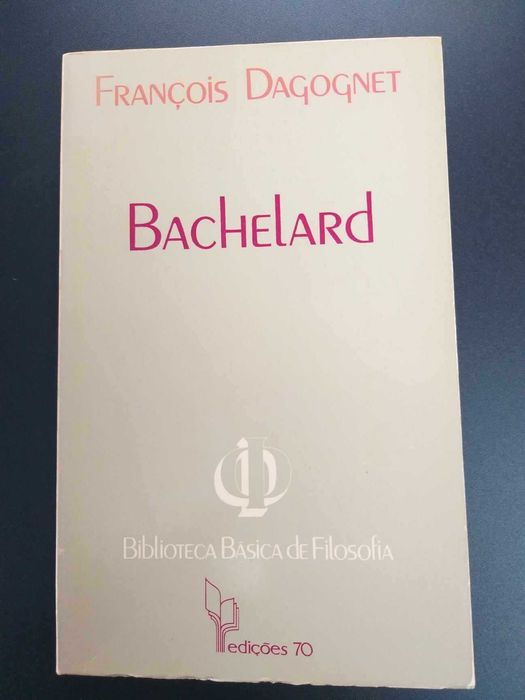 François Dagognet
Bachelard
Biblioteca Básica de Filosofia
edições 70